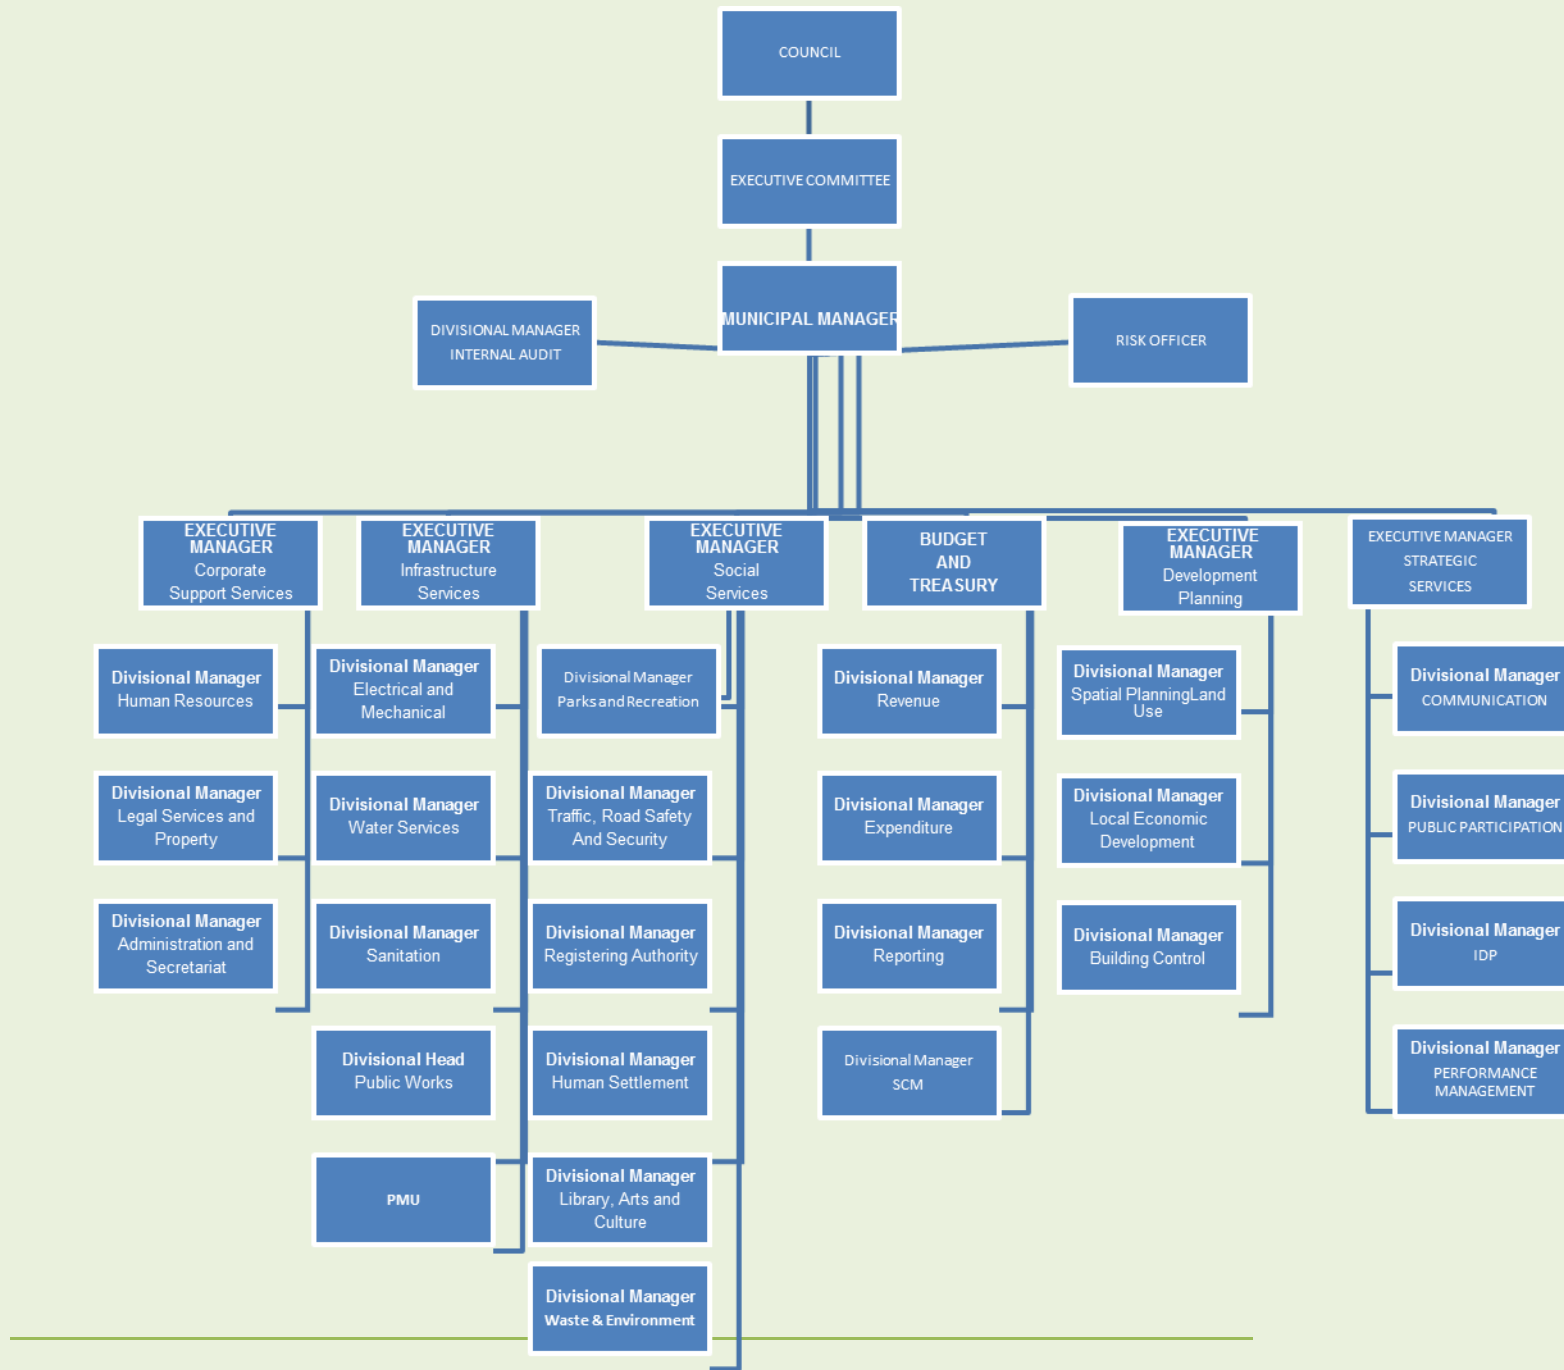 COUNCIL
EXECUTIVE COMMITTEE
MUNICIPAL MANAGER
DIVISIONAL MANAGER
INTERNAL AUDIT
RISK OFFICER
EXECUTIVE
MANAGER
Corporate
Support Services
EXECUTIVE
MANAGER
Infrastructure
Services
EXECUTIVE
MANAGER
Social
Services
BUDGET
AND
TREASURY
EXECUTIVE
MANAGER
Development
Planning
EXECUTIVE MANAGER
STRATEGIC
SERVICES
Divisional Manager
Human Resources
Divisional Manager
Legal Services and
Property
Divisional Manager
Administration and
Secretariat
Divisional Manager
Electrical and
Mechanical
Divisional Manager
Water Services
Divisional Manager
Sanitation
Divisional Head
Public Works
PMU
Divisional Manager
Parks and Recreation
Divisional Manager
Traffic, Road Safety
And Security
Divisional Manager
Registering Authority
Divisional Manager
Human Settlement
Divisional Manager
Library, Arts and
Culture
Divisional Manager
Waste & Environment
Divisional Manager
Revenue
Divisional Manager
Expenditure
Divisional Manager
Reporting
Divisional Manager
SCM
Divisional Manager
Spatial PlanningLand
Use
Divisional Manager
Local Economic
Development
Divisional Manager
Building Control
Divisional Manager
COMMUNICATION
Divisional Manager
PUBLIC PARTICIPATION
Divisional Manager
IDP
Divisional Manager
PERFORMANCE
MANAGEMENT